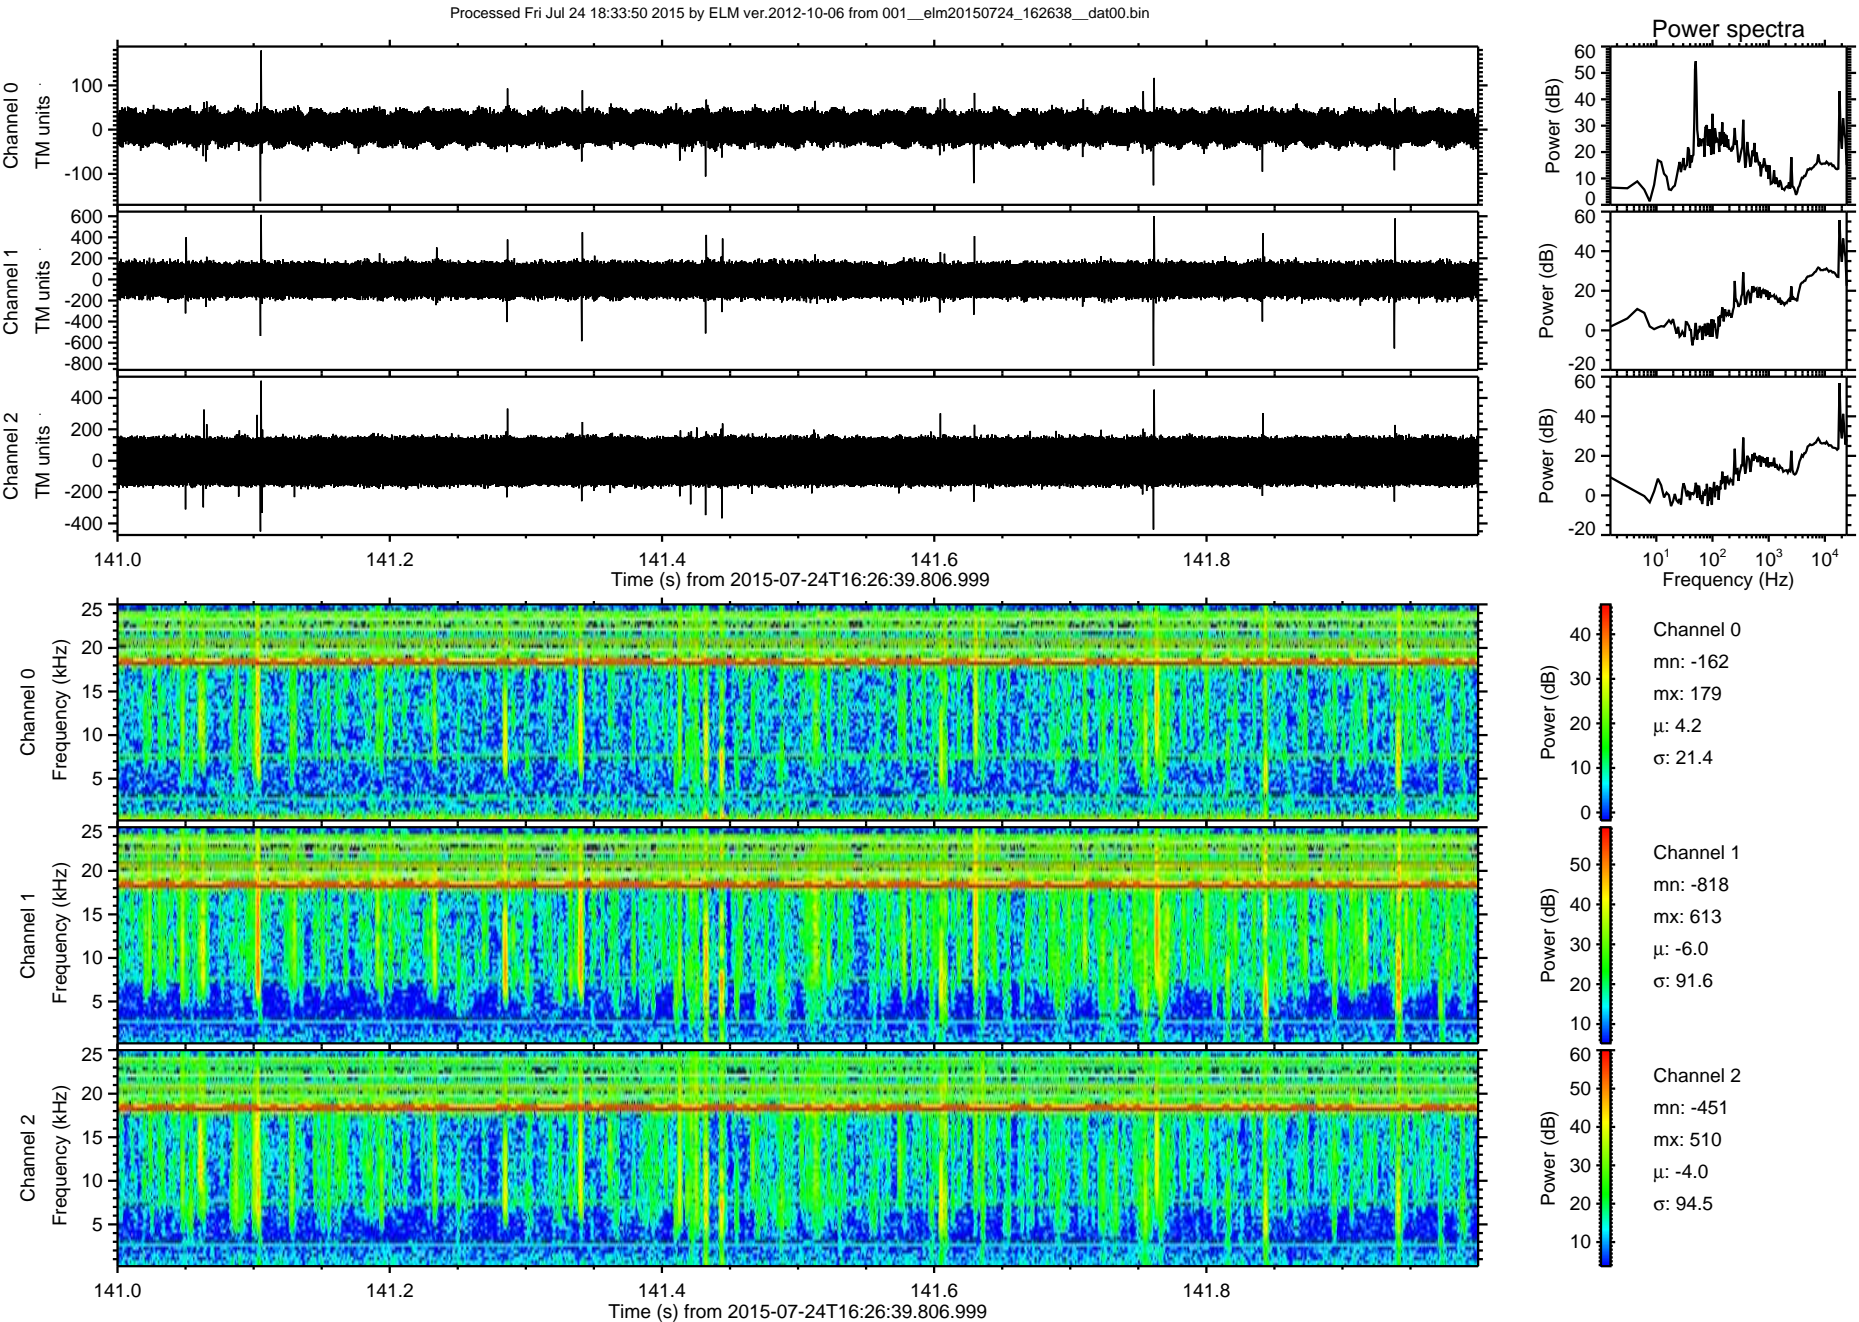 Processed Fri Jul 24 18:33:50 2015 by ELM ver.2012-10-06 from 001__elm20150724_162638__dat00.bin
Power spectra
Channel 0
TM units
100
0
-100
Power (dB)
60
50
40
30
20
10
0
Channel 1
TM units
600
400
200
0
-200
-400
-600
-800
Power (dB)
60
40
20
0
-20
Channel 2
TM units
400
200
0
-200
-400
Power (dB)
60
40
20
0
-20
141.0 141.2 141.4 141.6 141.8
Time (s) from 2015-07-24T16:26:39.806.999
10¹ 10² 10³ 10⁴
Frequency (Hz)
Channel 0
Frequency (kHz)
25
20
15
10
5
Power (dB)
40
30
20
10
0
Channel 0
mn: -162
mx: 179
µ: 4.2
σ: 21.4
Channel 1
Frequency (kHz)
25
20
15
10
5
Power (dB)
50
40
30
20
10
Channel 1
mn: -818
mx: 613
µ: -6.0
σ: 91.6
Channel 2
Frequency (kHz)
25
20
15
10
5
Power (dB)
60
50
40
30
20
10
Channel 2
mn: -451
mx: 510
µ: -4.0
σ: 94.5
141.0 141.2 141.4 141.6 141.8
Time (s) from 2015-07-24T16:26:39.806.999